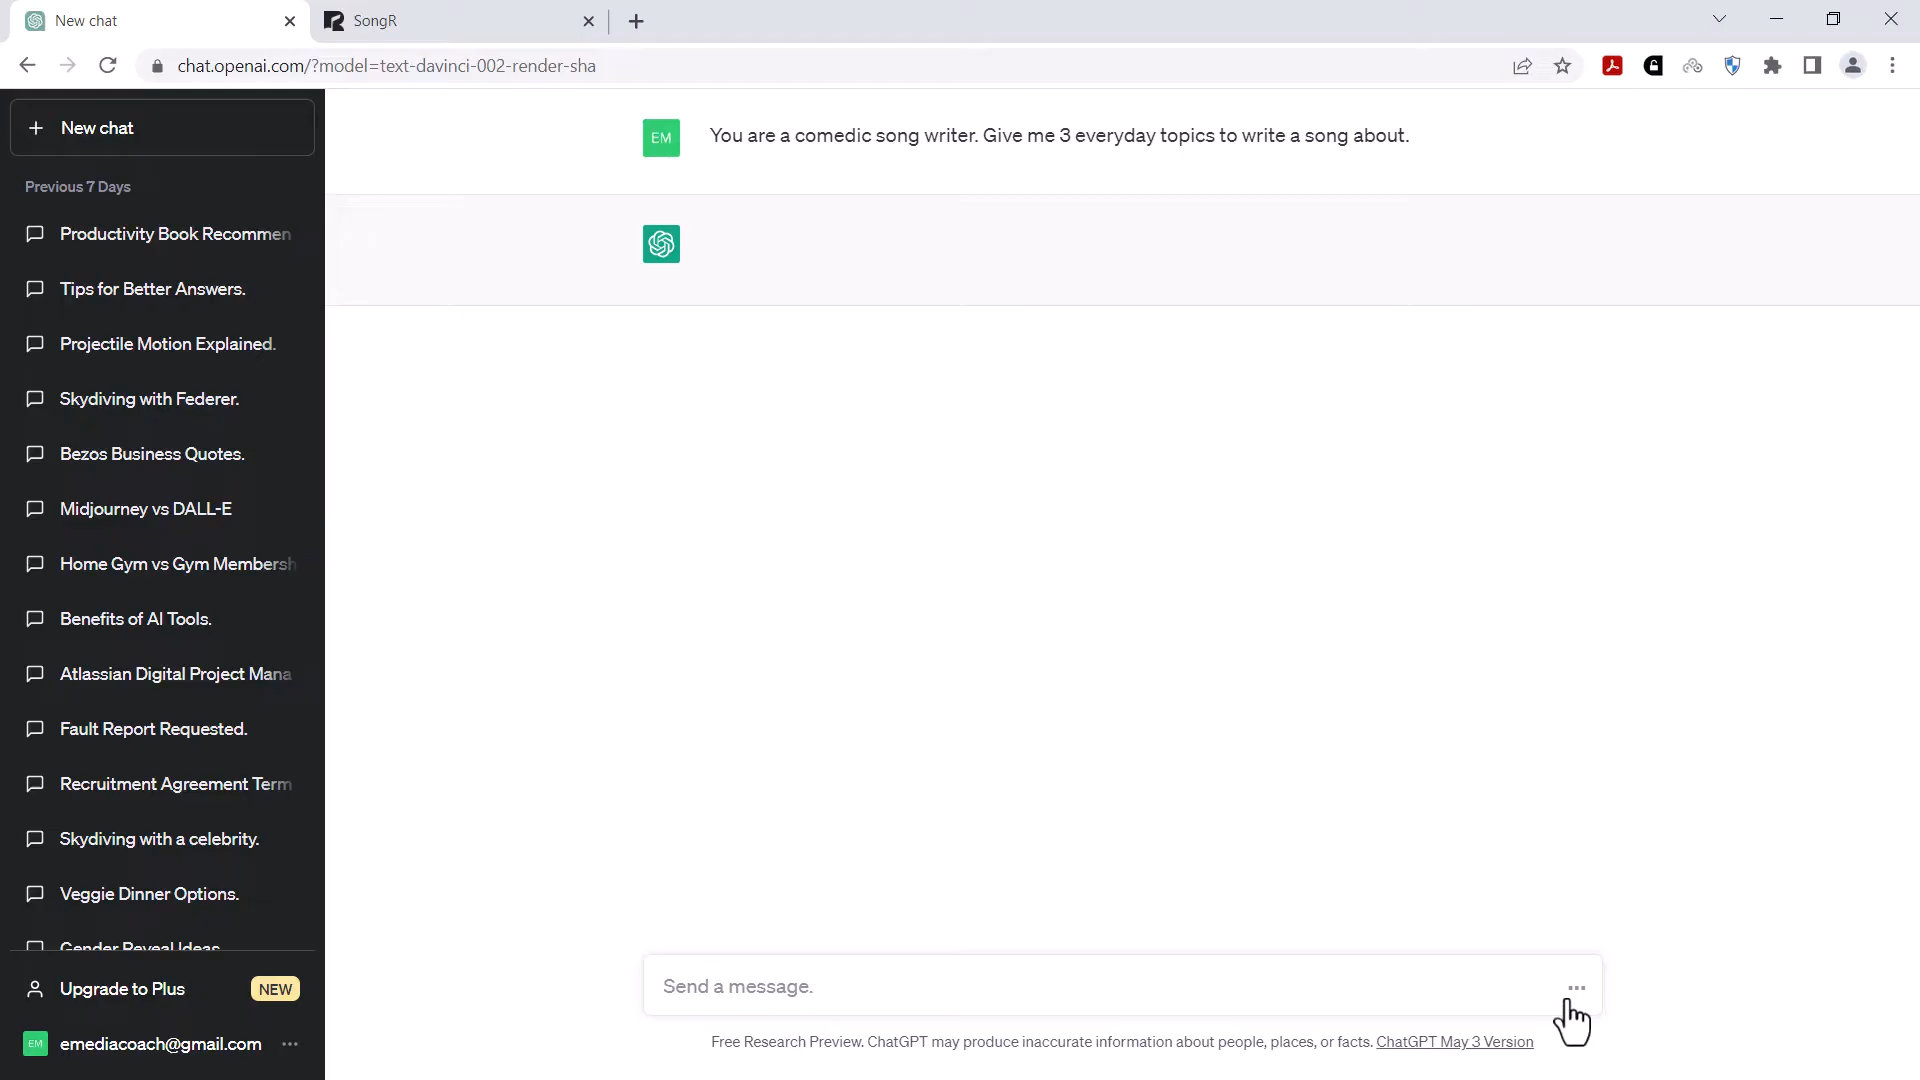 New chat
SongR
chat.openai.com/?model=text-davinci-002-render-sha
New chat
Previous 7 Days
Productivity Book Recommen
Tips for Better Answers.
Projectile Motion Explained.
Skydiving with Federer.
Bezos Business Quotes.
Midjourney vs DALL-E
Home Gym vs Gym Membersh
Benefits of AI Tools.
Atlassian Digital Project Mana
Fault Report Requested.
Recruitment Agreement Term
Skydiving with a celebrity.
Veggie Dinner Options.
Gender Reveal Ideas
Upgrade to Plus NEW
EM emediacoach@gmail.com
EM You are a comedic song writer. Give me 3 everyday topics to write a song about.
Send a message.
Free Research Preview. ChatGPT may produce inaccurate information about people, places, or facts. ChatGPT May 3 Version